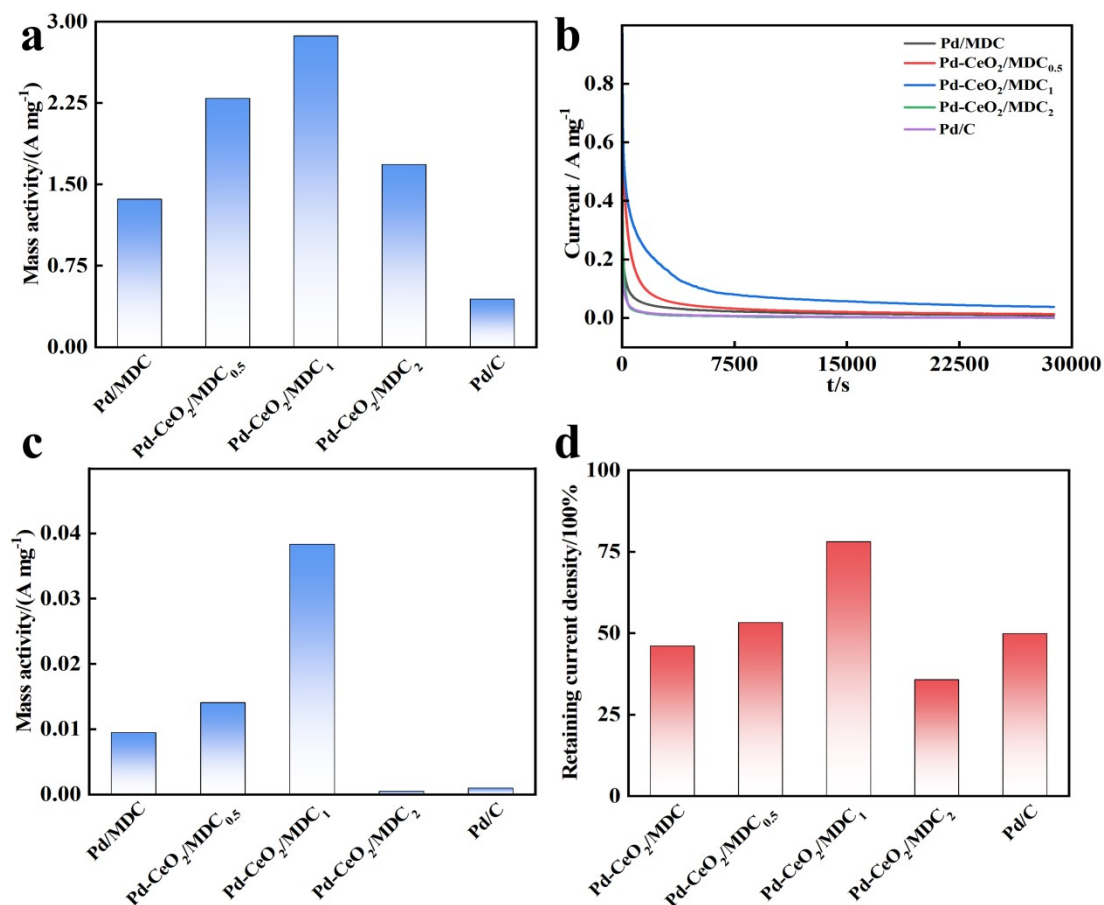 a
Mass activity/(A mg⁻¹)
3.00
2.25
1.50
0.75
0.00
Pd/MDC
Pd-CeO₂/MDC₀.₅
Pd-CeO₂/MDC₁
Pd-CeO₂/MDC₂
Pd/C
b
Current / A mg⁻¹
0.8
0.6
0.4
0.2
0.0
Pd/MDC
Pd-CeO₂/MDC₀.₅
Pd-CeO₂/MDC₁
Pd-CeO₂/MDC₂
Pd/C
0 7500 15000 22500 30000
t/s
c
Mass activity/(A mg⁻¹)
0.04
0.03
0.02
0.01
0.00
Pd/MDC
Pd-CeO₂/MDC₀.₅
Pd-CeO₂/MDC₁
Pd-CeO₂/MDC₂
Pd/C
d
Retaining current density/100%
100
75
50
25
0
Pd-CeO₂/MDC
Pd-CeO₂/MDC₀.₅
Pd-CeO₂/MDC₁
Pd-CeO₂/MDC₂
Pd/C